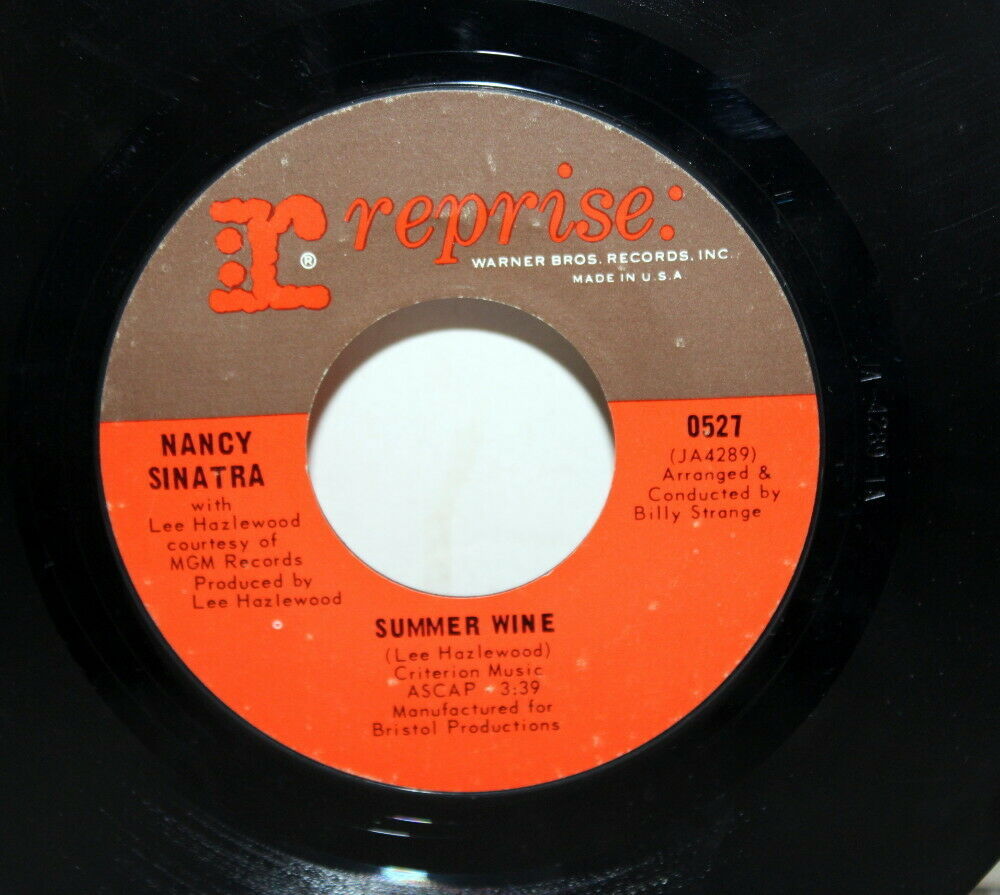 r: reprise:
®
WARNER BROS. RECORDS, INC.
MADE IN U.S.A
NANCY
SINATRA
with
Lee Hazlewood
courtesy of
MGM Records
Produced by
Lee Hazlewood
0527
(JA4289)
Arranged &
Conducted by
Billy Strange
SUMMER WINE
(Lee Hazlewood)
Criterion Music
ASCAP - 3:39
Manufactured for
Bristol Productions